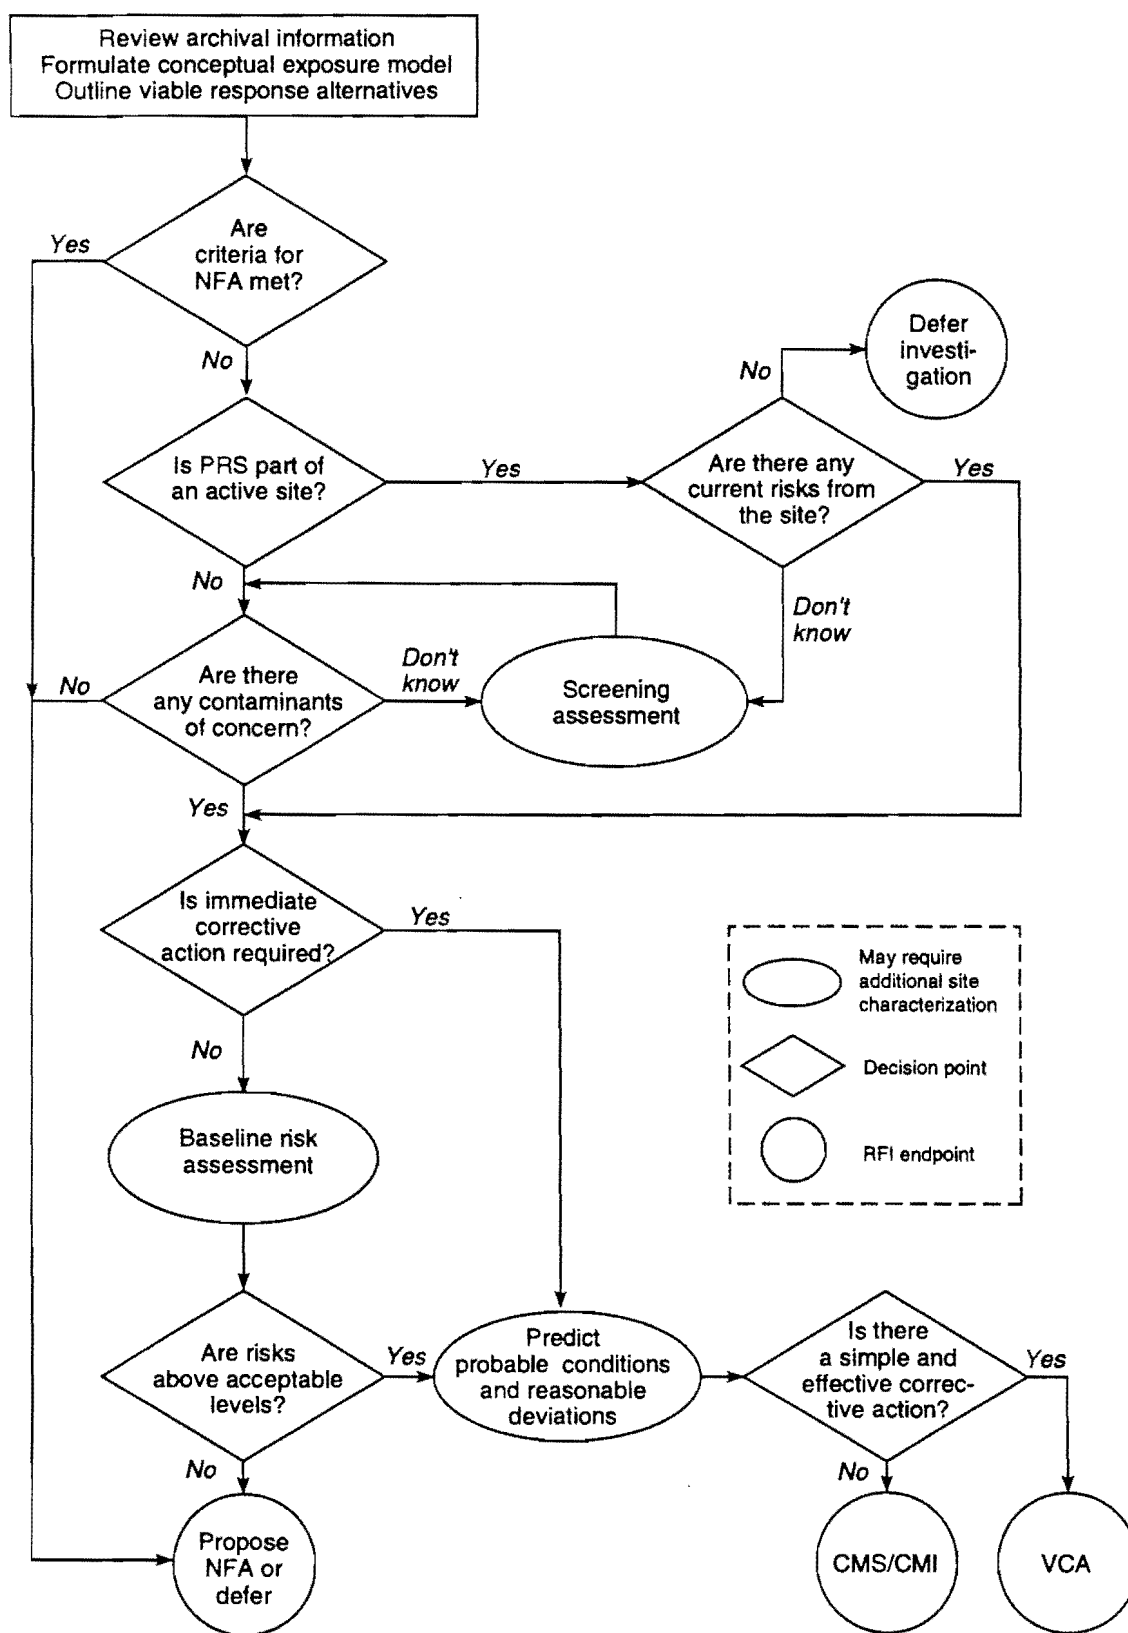 Review archival information
Formulate conceptual exposure model
Outline viable response alternatives
Are
criteria for
NFA met?
Yes
No
Defer
investi-
gation
No
Is PRS part of
an active site?
Yes
Are there any
current risks from
the site?
Yes
No
Don't
know
Are there
any contaminants
of concern?
No
Don't
know
Screening
assessment
Yes
Is immediate
corrective
action required?
Yes
No
May require
additional site
characterization
Decision point
RFI endpoint
Baseline risk
assessment
Are risks
above acceptable
levels?
Yes
Predict
probable conditions
and reasonable
deviations
Is there
a simple and
effective correc-
tive action?
Yes
No
No
Propose
NFA or
defer
CMS/CMI
VCA